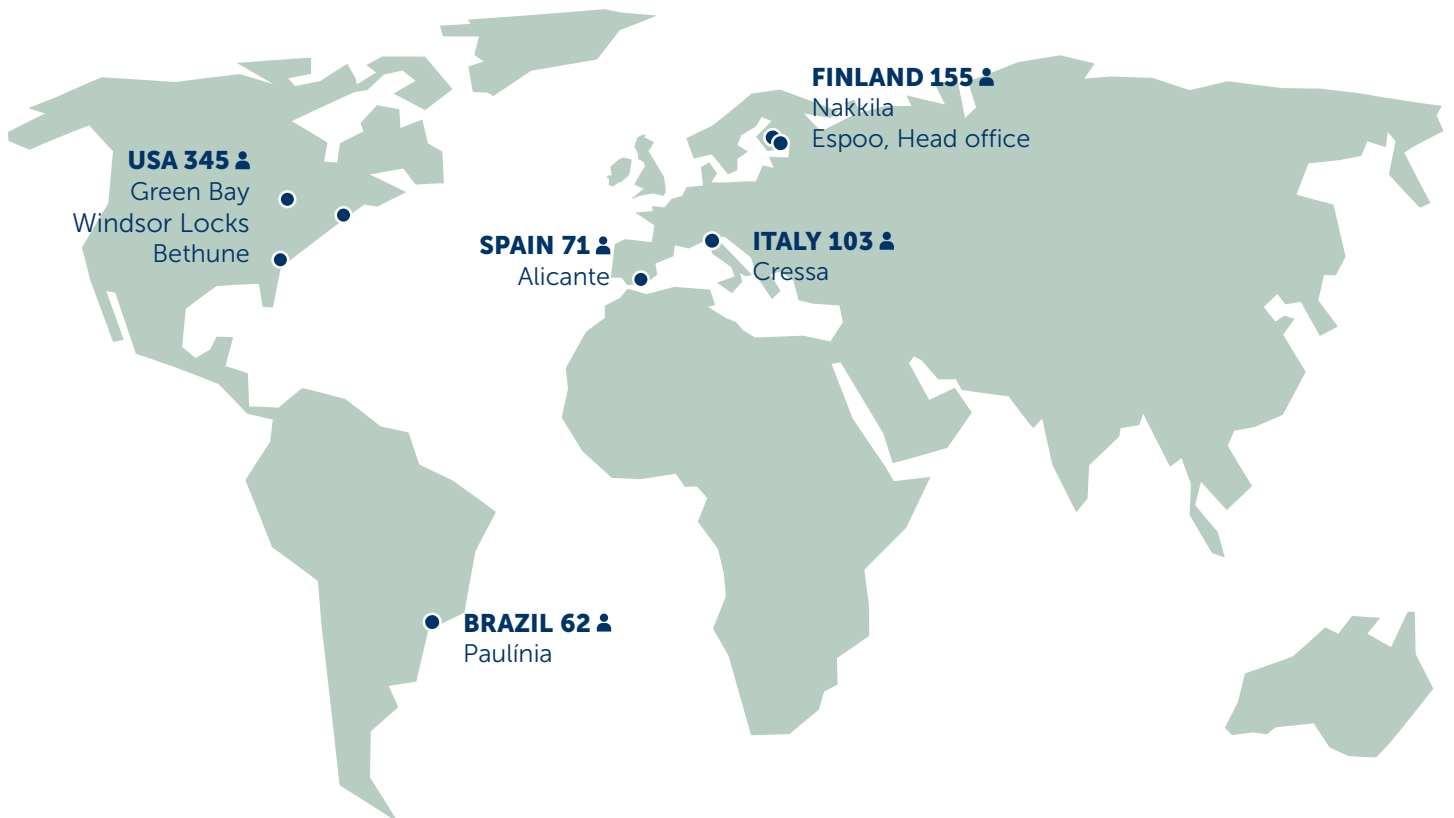 FINLAND 155
Nakkila
Espoo, Head office
USA 345
Green Bay
Windsor Locks
Bethune
SPAIN 71
Alicante
ITALY 103
Cressa
BRAZIL 62
Paulínia